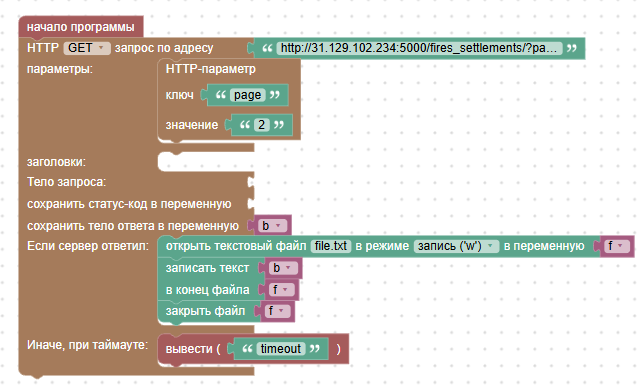 начало программы
HTTP GET запрос по адресу “ http://31.129.102.234:5000/fires_settlements/?pa... ”
параметры: HTTP-параметр
ключ “ page ”
значение “ 2 ”
заголовки:
Тело запроса:
сохранить статус-код в переменную
сохранить тело ответа в переменную b
Если сервер ответил: открыть текстовый файл file.txt в режиме запись ('w') в переменную f
записать текст b
в конец файла f
закрыть файл f
Иначе, при таймауте: вывести ( “ timeout ” )